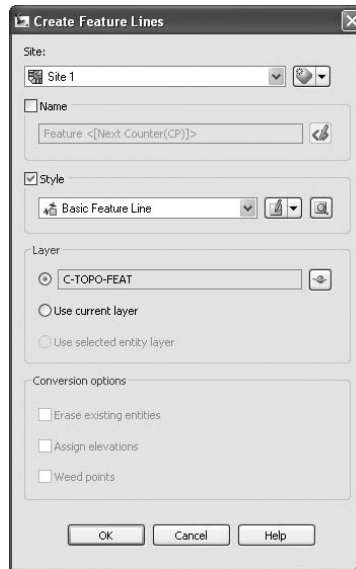 Create Feature Lines
Site:
Site 1
Name
Feature <[Next Counter(CP)]>
Style
Basic Feature Line
Layer
C-TOPO-FEAT
Use current layer
Use selected entity layer
Conversion options
Erase existing entities
Assign elevations
Weed points
OK Cancel Help